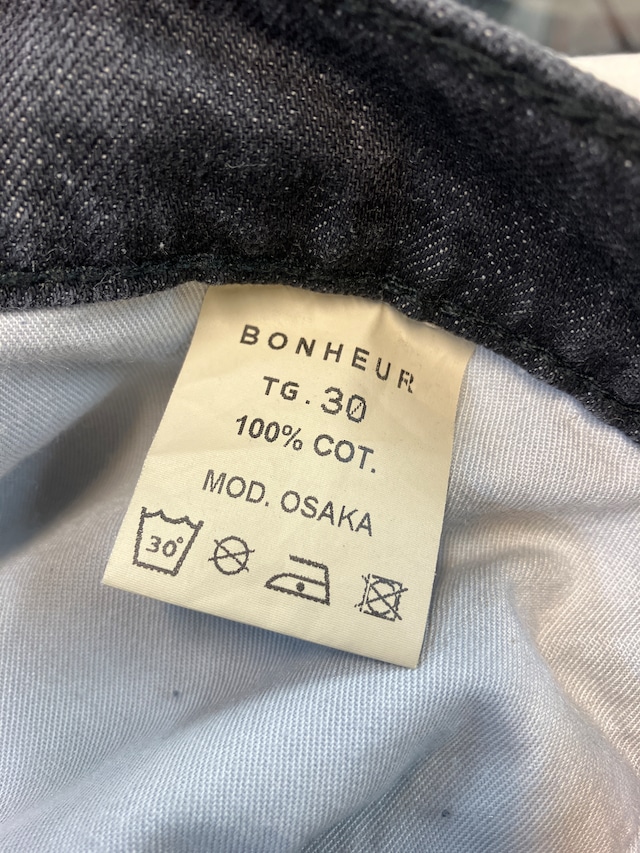 BONHEUR
TG. 30
100% COT.
MOD. OSAKA
30°